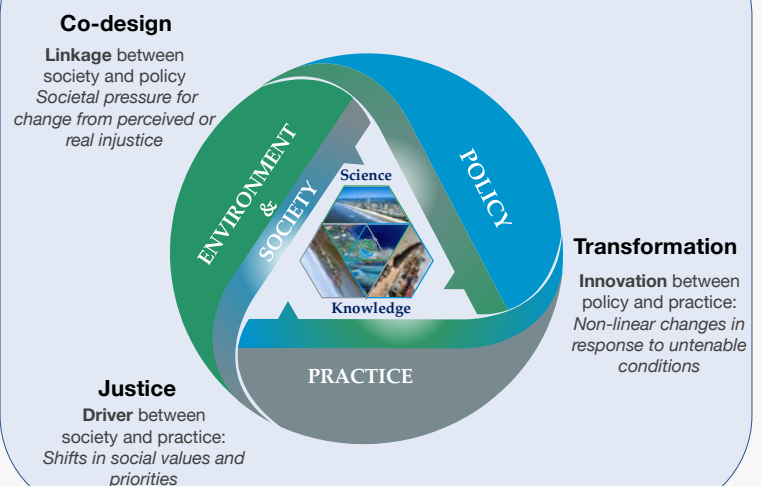 Co-design
Linkage between
society and policy
Societal pressure for
change from perceived or
real injustice
ENVIRONMENT
&
SOCIETY
POLICY
Science
Knowledge
PRACTICE
Transformation
Innovation between
policy and practice:
Non-linear changes in
response to untenable
conditions
Justice
Driver between
society and practice:
Shifts in social values and
priorities